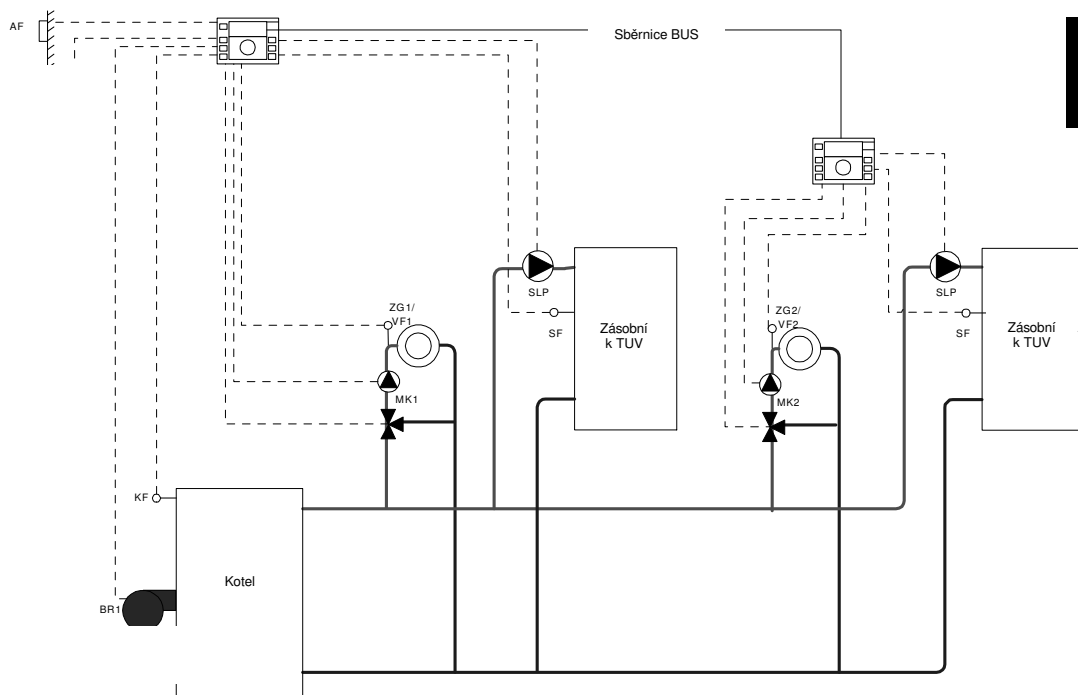 AF
Sběrnice BUS
SLP
SLP
ZG1/
VF1
ZG2/
VF2
SF
Zásobní
k TUV
SF
Zásobní
k TUV
MK1
MK2
KF
Kotel
BR1